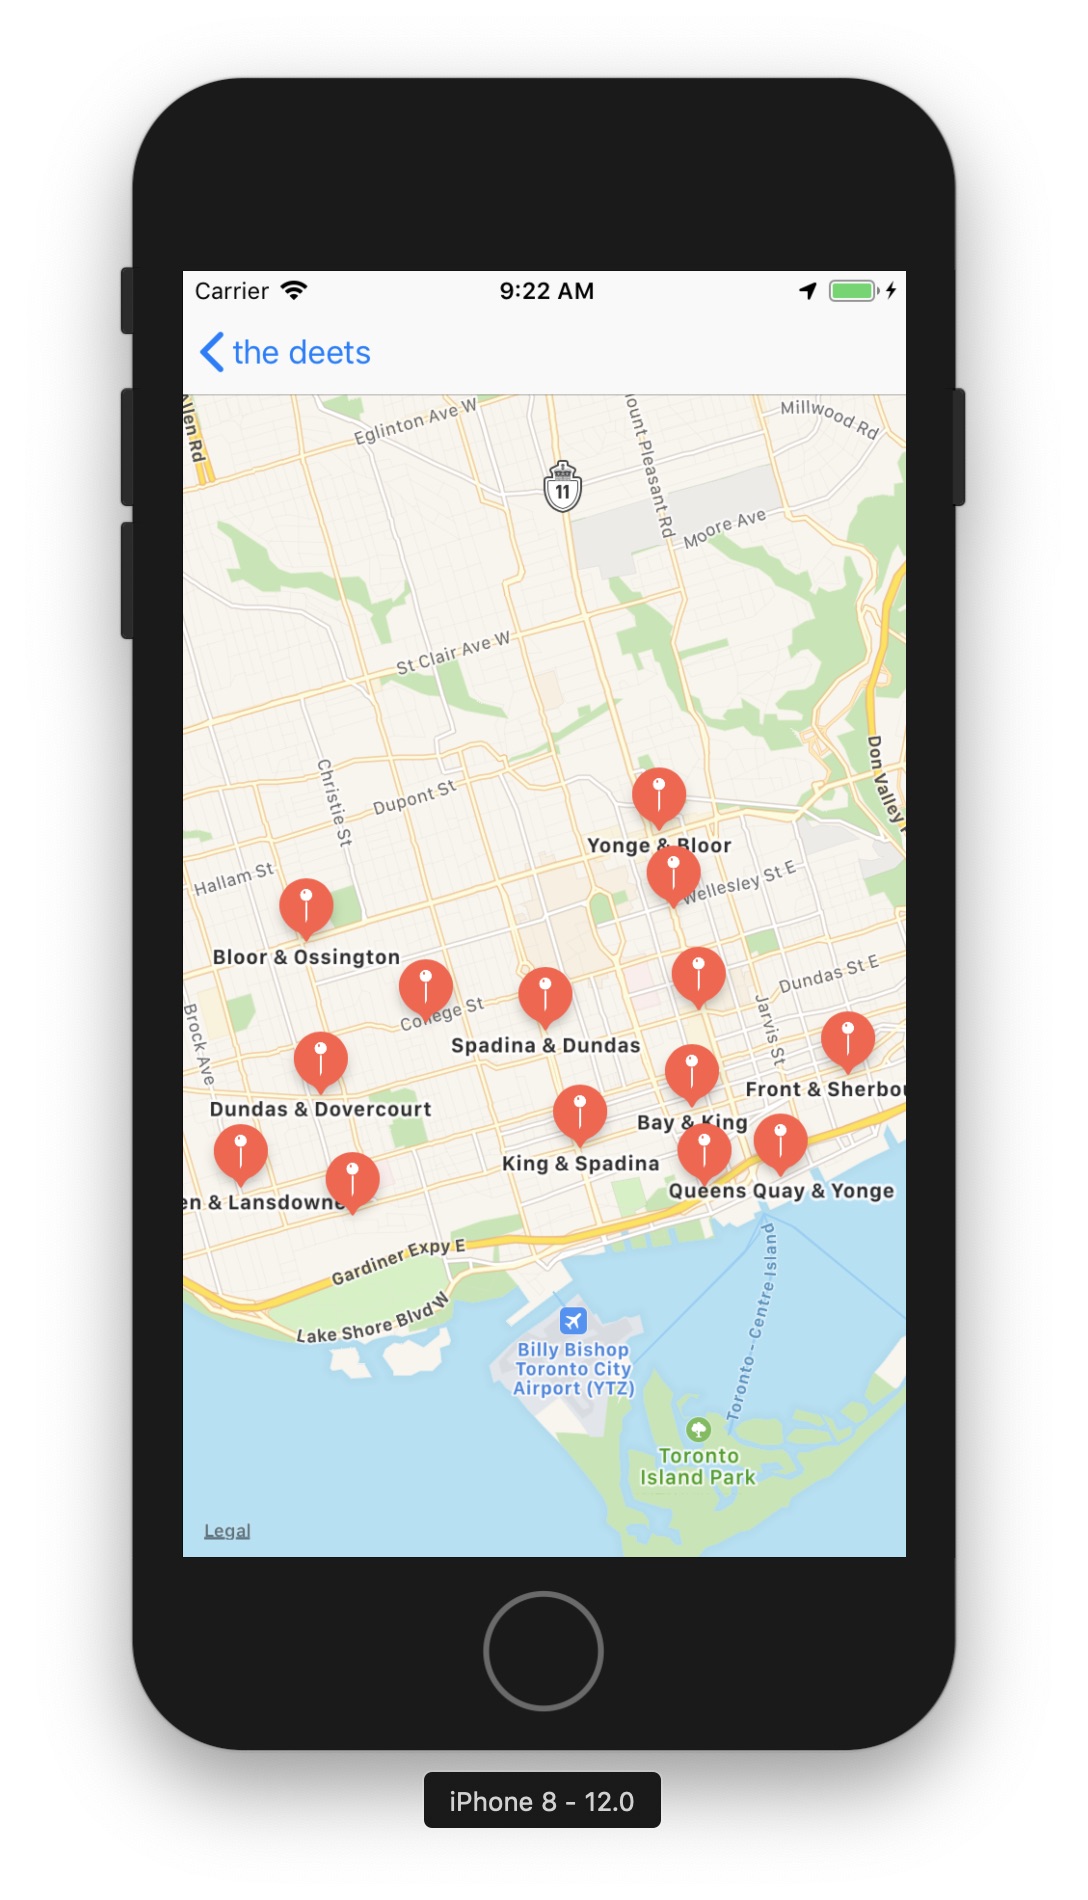 Carrier
9:22 AM
the deets
Allen Rd
Eglinton Ave W
11
Mount Pleasant Rd
Millwood Rd
Moore Ave
St Clair Ave W
Christie St
Dupont St
Don Valley
Yonge & Bloor
Wellesley St E
Hallam St
Bloor & Ossington
College St
Dundas St E
Jarvis St
Brock Ave
Spadina & Dundas
Front & Sherbou
Dundas & Dovercourt
Bay & King
King & Spadina
en & Lansdowne
Queens Quay & Yonge
Gardiner Expy E
Lake Shore Blvd W
Toronto – Centre Island
Billy Bishop
Toronto City
Airport (YTZ)
Toronto
Island Park
Legal
iPhone 8 - 12.0